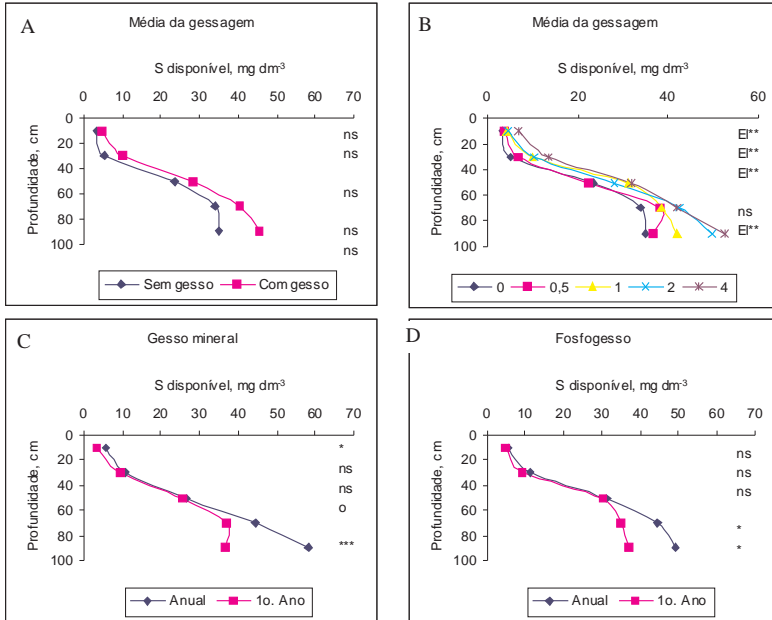 A
Média da gessagem
S disponível, mg dm-3
0 10 20 30 40 50 60 70
Profundidade, cm
0
20
40
60
80
100
ns
ns
ns
ns
ns
Sem gesso
Com gesso
B
Média da gessagem
S disponível, mg dm-3
0 20 40 60
Profundidade, cm
0
20
40
60
80
100
El**
El**
El**
ns
El**
0
0,5
1
2
4
C
Gesso mineral
S disponível, mg dm-3
0 10 20 30 40 50 60 70
Profundidade, cm
0
20
40
60
80
100
*
ns
ns
o
***
Anual
1o. Ano
D
Fosfogesso
S disponível, mg dm-3
0 10 20 30 40 50 60 70
Profundidade, cm
0
20
40
60
80
100
ns
ns
ns
*
*
Anual
1o. Ano